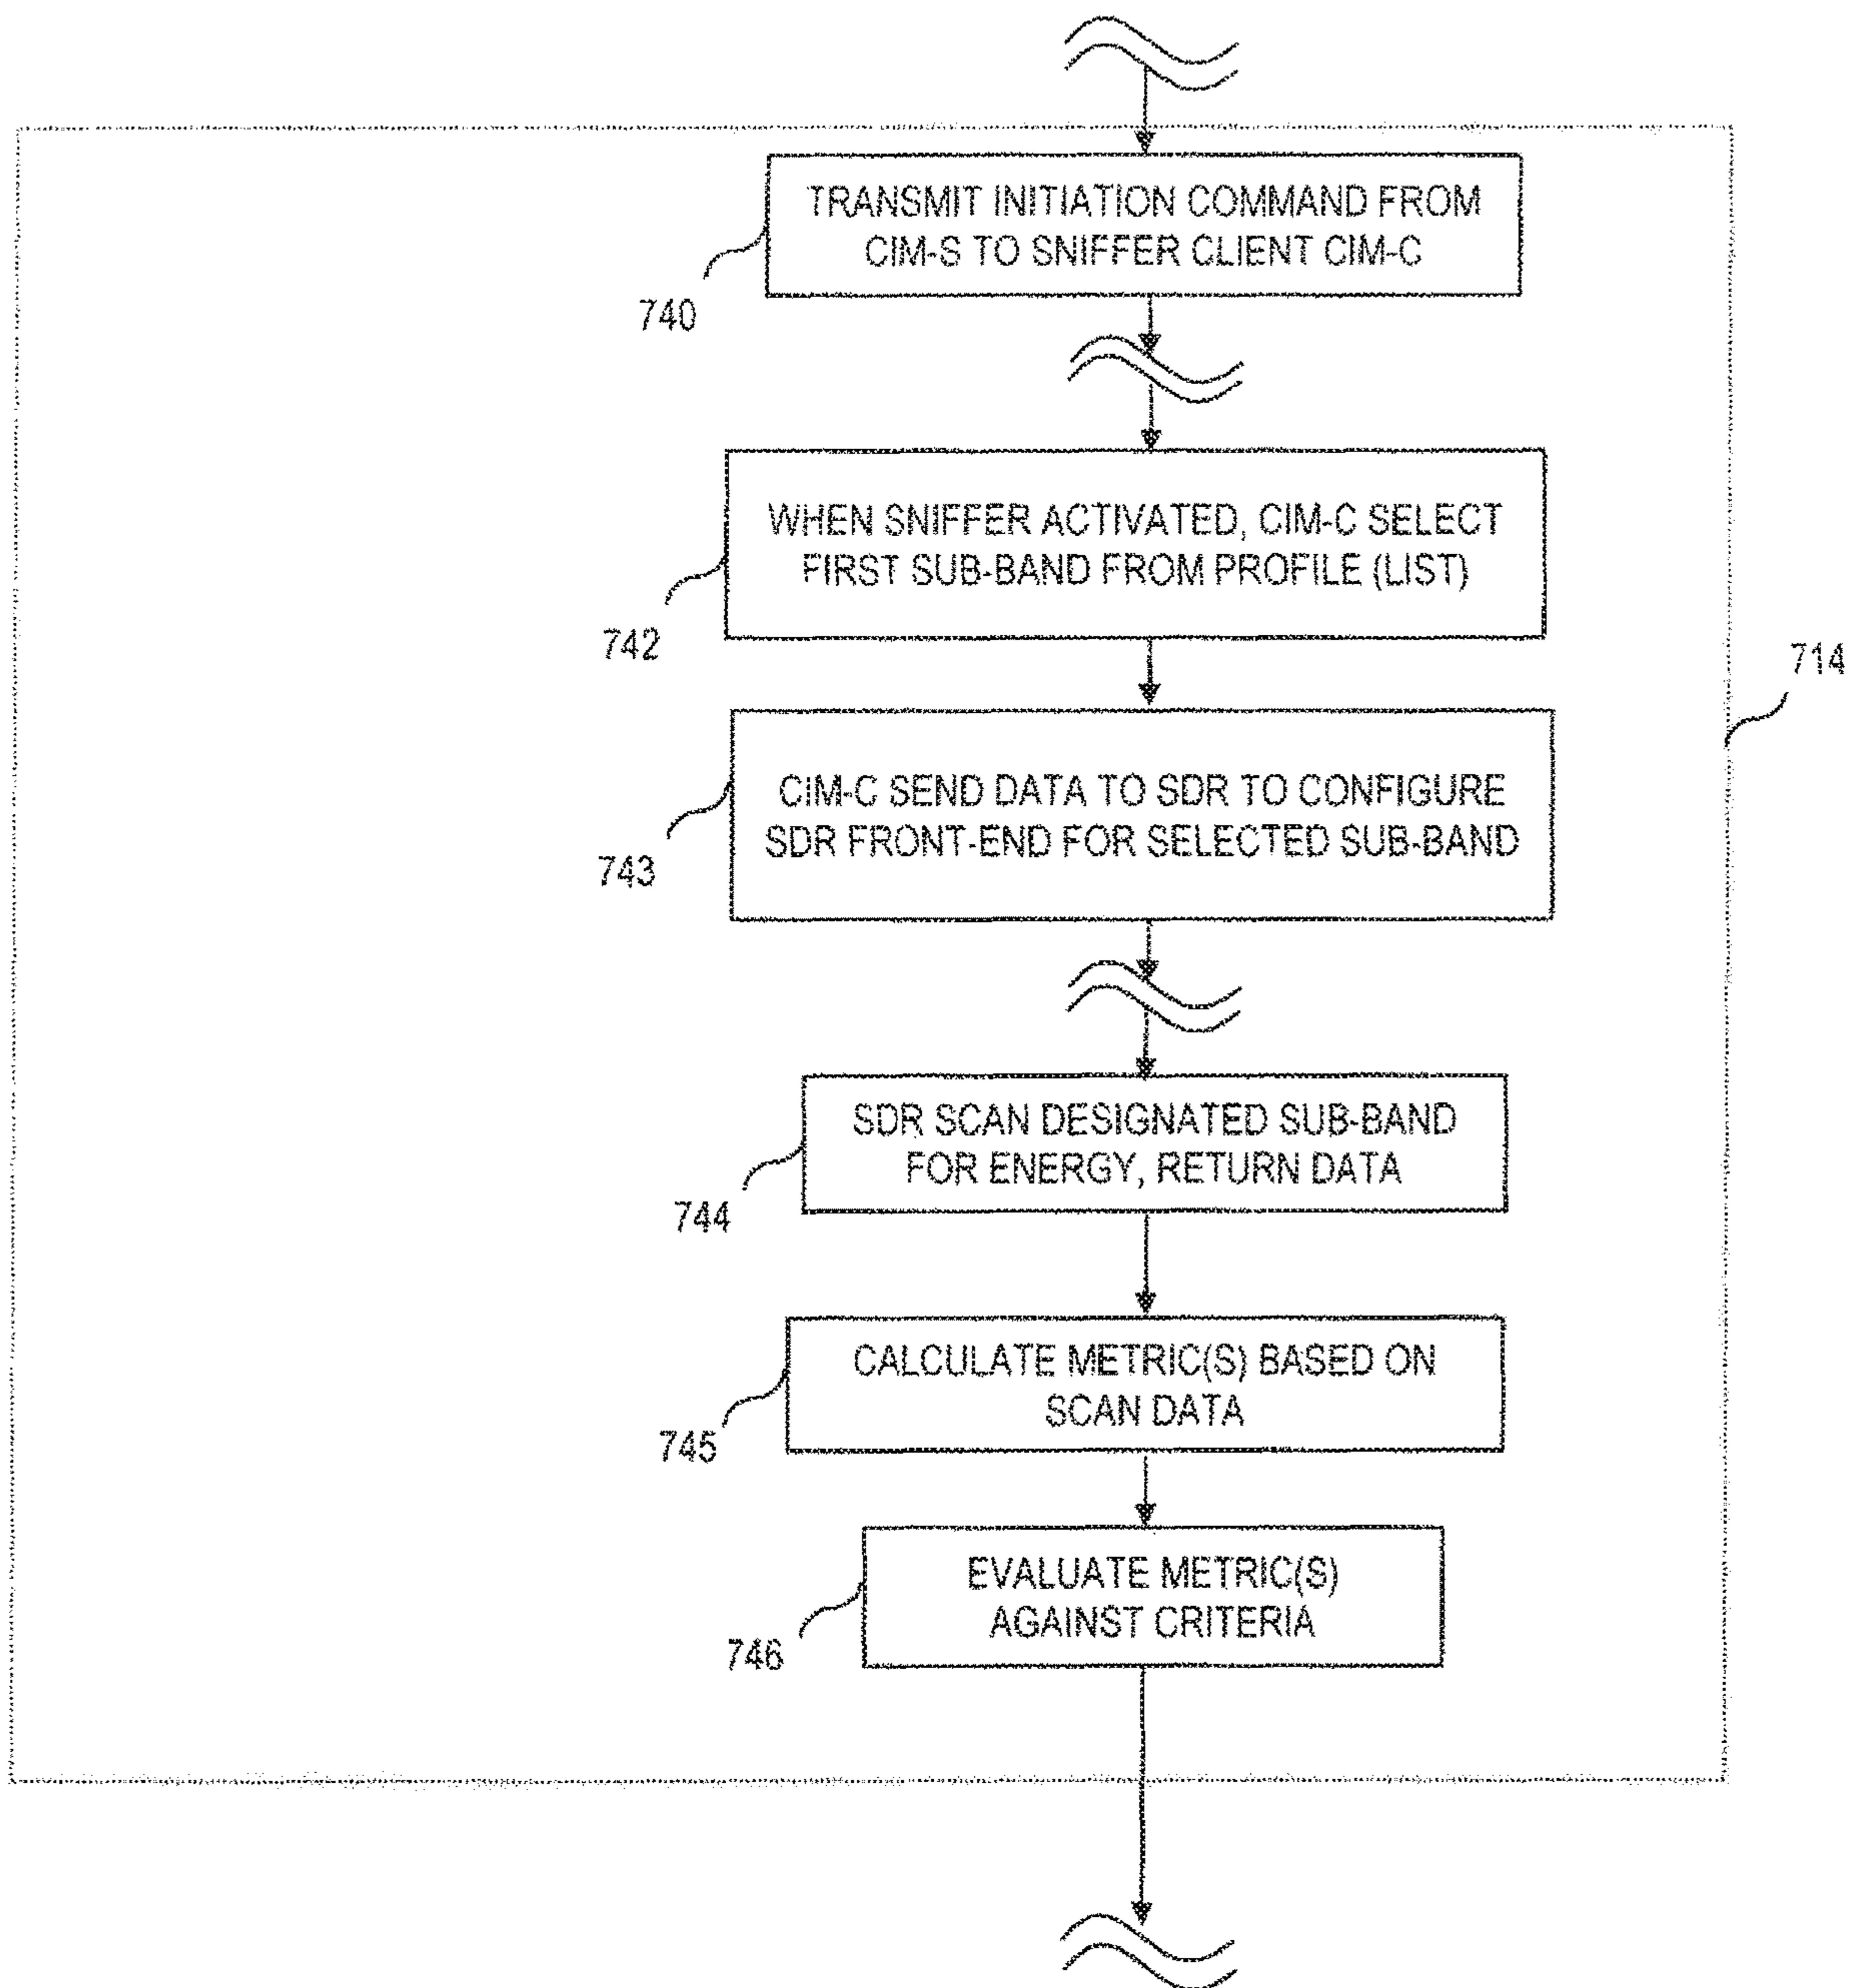 TRANSMIT INITIATION COMMAND FROM
CIM-S TO SNIFFER CLIENT CIM-C
740
WHEN SNIFFER ACTIVATED, CIM-C SELECT
FIRST SUB-BAND FROM PROFILE (LIST)
742
714
CIM-C SEND DATA TO SDR TO CONFIGURE
SDR FRONT-END FOR SELECTED SUB-BAND
743
SDR SCAN DESIGNATED SUB-BAND
FOR ENERGY, RETURN DATA
744
CALCULATE METRIC(S) BASED ON
SCAN DATA
745
EVALUATE METRIC(S)
AGAINST CRITERIA
746